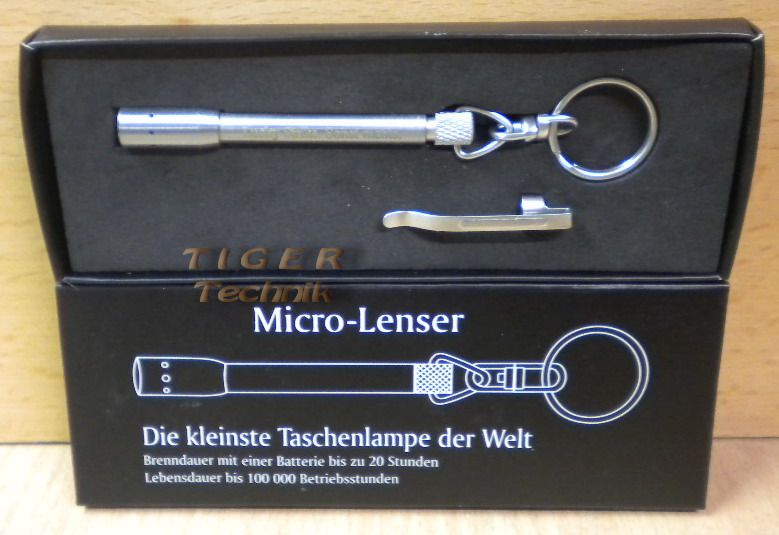 TIGER
Technik
Micro-Lenser
Die kleinste Taschenlampe der Welt
Brenndauer mit einer Batterie bis zu 20 Stunden
Lebensdauer bis 100 000 Betriebsstunden